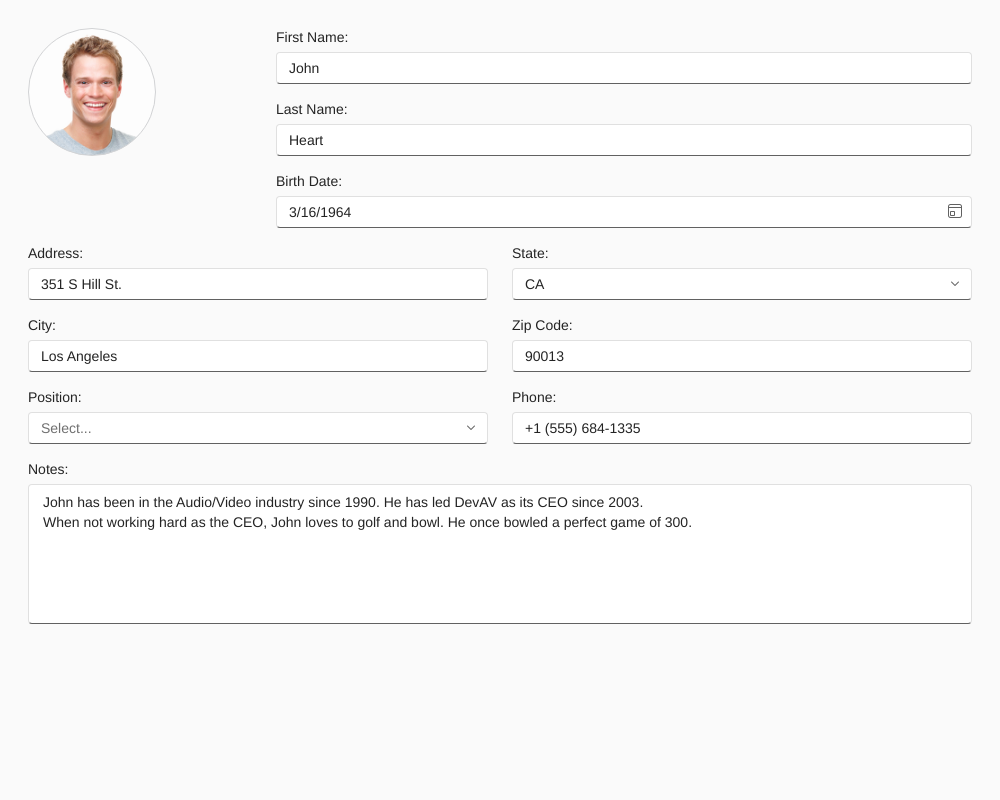 First Name:
John
Last Name:
Heart
Birth Date:
3/16/1964
Address:
351 S Hill St.
State:
CA
City:
Los Angeles
Zip Code:
90013
Position:
Select...
Phone:
+1 (555) 684-1335
Notes:
John has been in the Audio/Video industry since 1990. He has led DevAV as its CEO since 2003.
When not working hard as the CEO, John loves to golf and bowl. He once bowled a perfect game of 300.